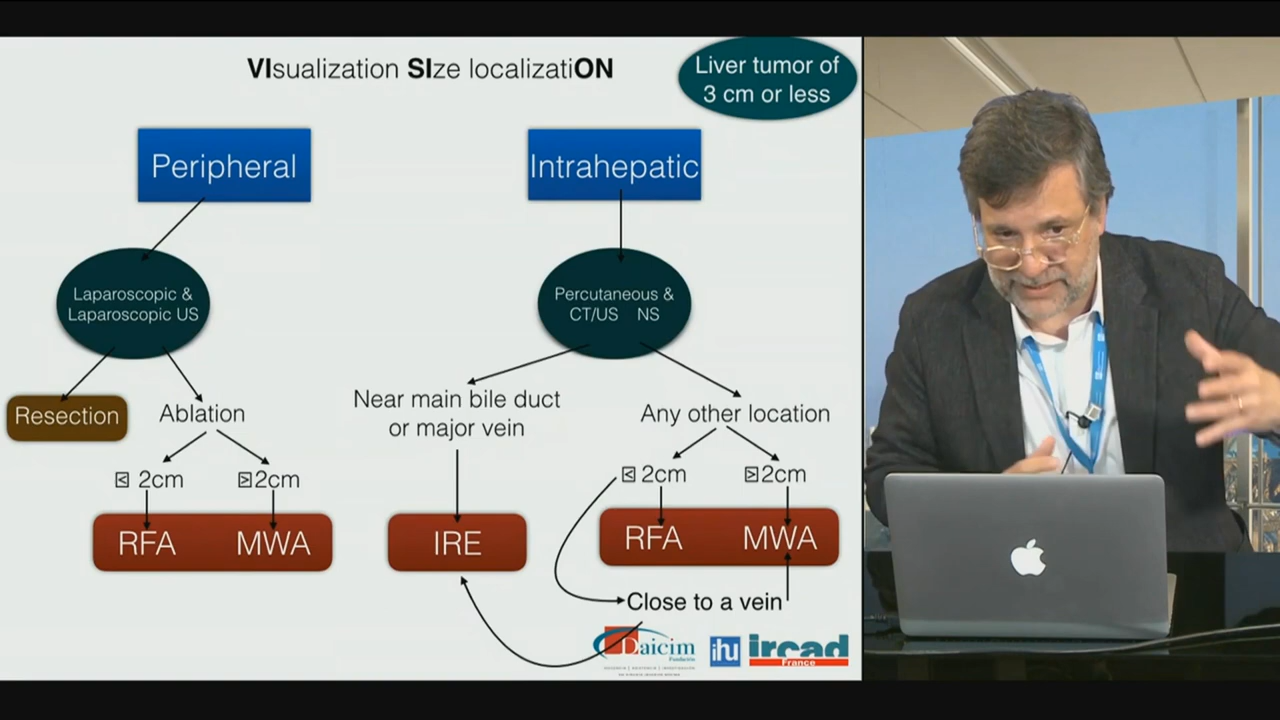 VIsualization SIze localizatiON
Liver tumor of
3 cm or less
Peripheral
Intrahepatic
Laparoscopic &
Laparoscopic US
Percutaneous &
CT/US NS
Resection
Ablation
Near main bile duct
or major vein
Any other location
< 2cm
>2cm
< 2cm
>2cm
RFA
MWA
IRE
RFA
MWA
Close to a vein
Daicim
Fundación
ihu
ircad
France